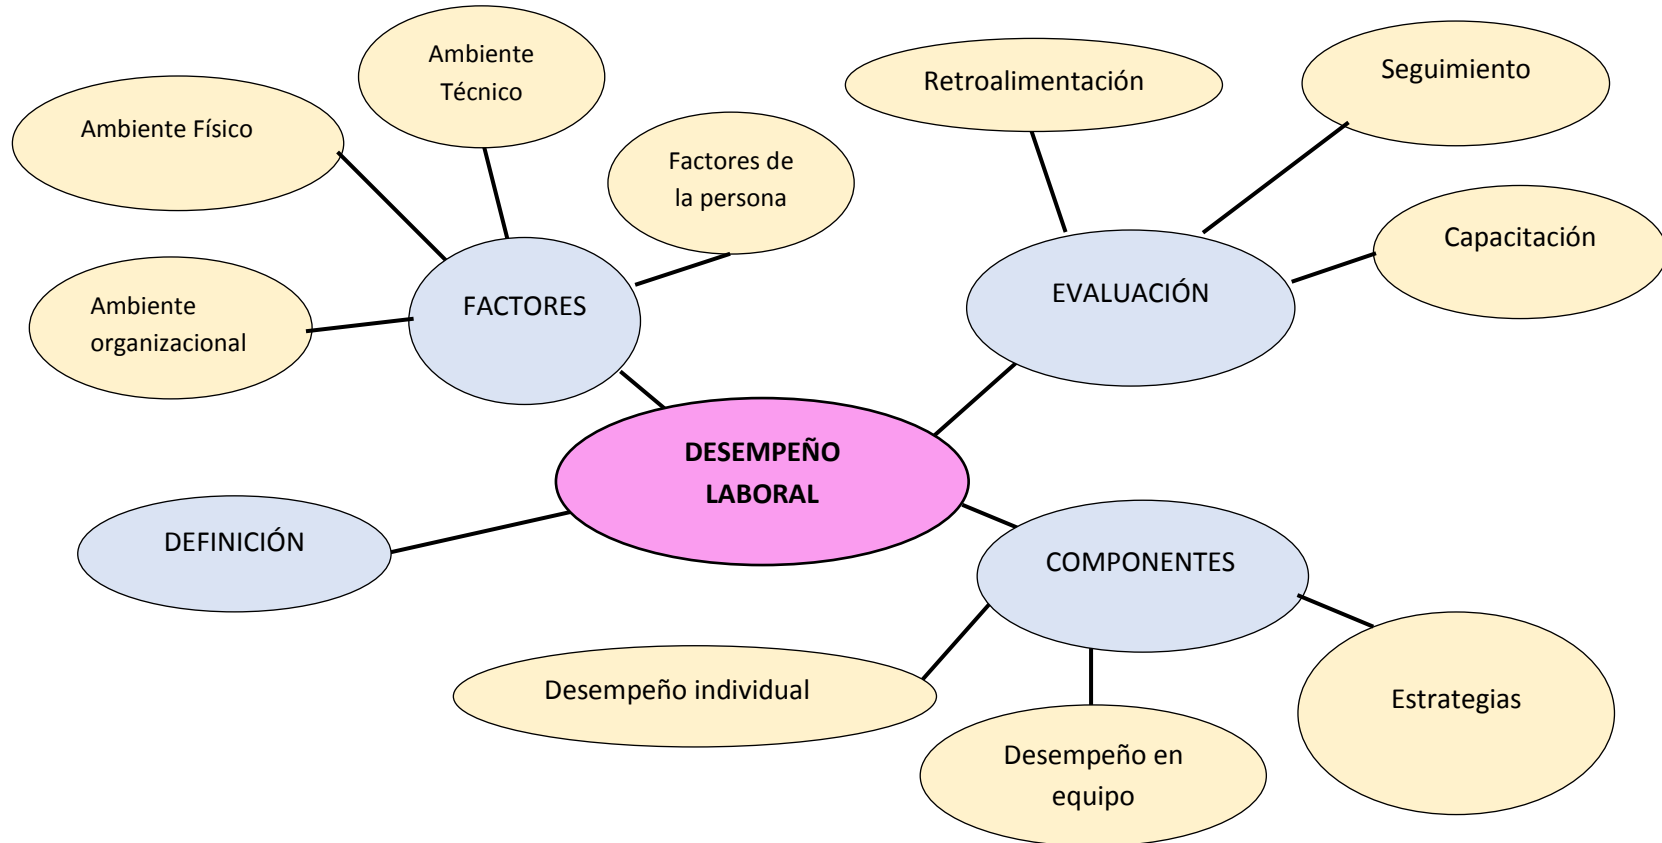 Ambiente
Técnico
Ambiente Físico
Factores de
la persona
Ambiente
organizacional
FACTORES
Retroalimentación
Seguimiento
Capacitación
EVALUACIÓN
DESEMPEÑO
LABORAL
DEFINICIÓN
COMPONENTES
Desempeño individual
Desempeño en
equipo
Estrategias